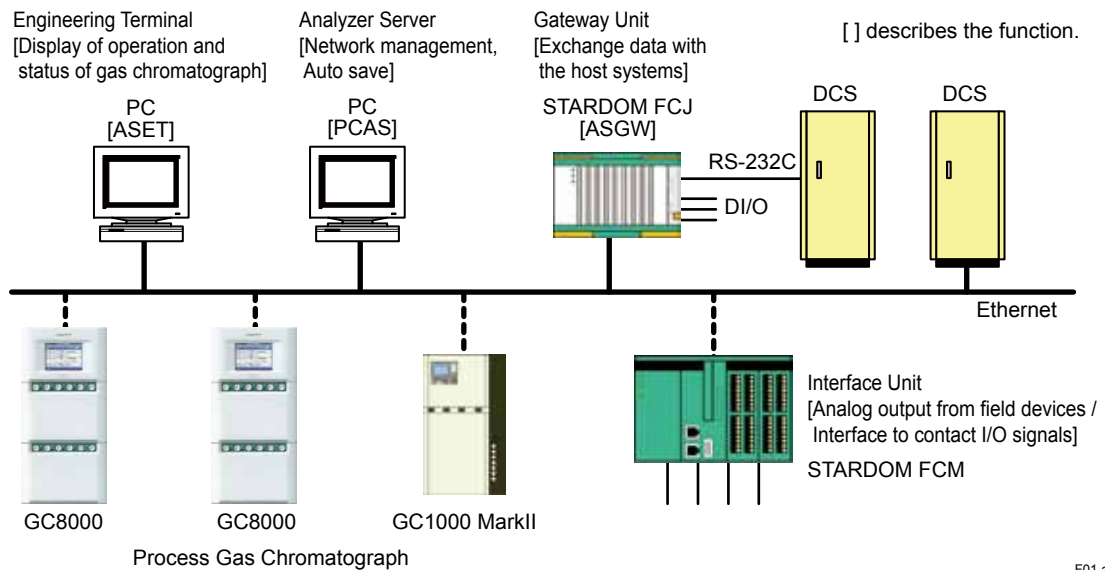 Engineering Terminal
[Display of operation and
status of gas chromatograph]
PC
[ASET]
Analyzer Server
[Network management,
Auto save]
PC
[PCAS]
Gateway Unit
[Exchange data with
the host systems]
STARDOM FCJ
[ASGW]
[ ] describes the function.
DCS
DCS
RS-232C
DI/O
Ethernet
Interface Unit
[Analog output from field devices /
Interface to contact I/O signals]
STARDOM FCM
GC8000
GC8000
GC1000 MarkII
Process Gas Chromatograph